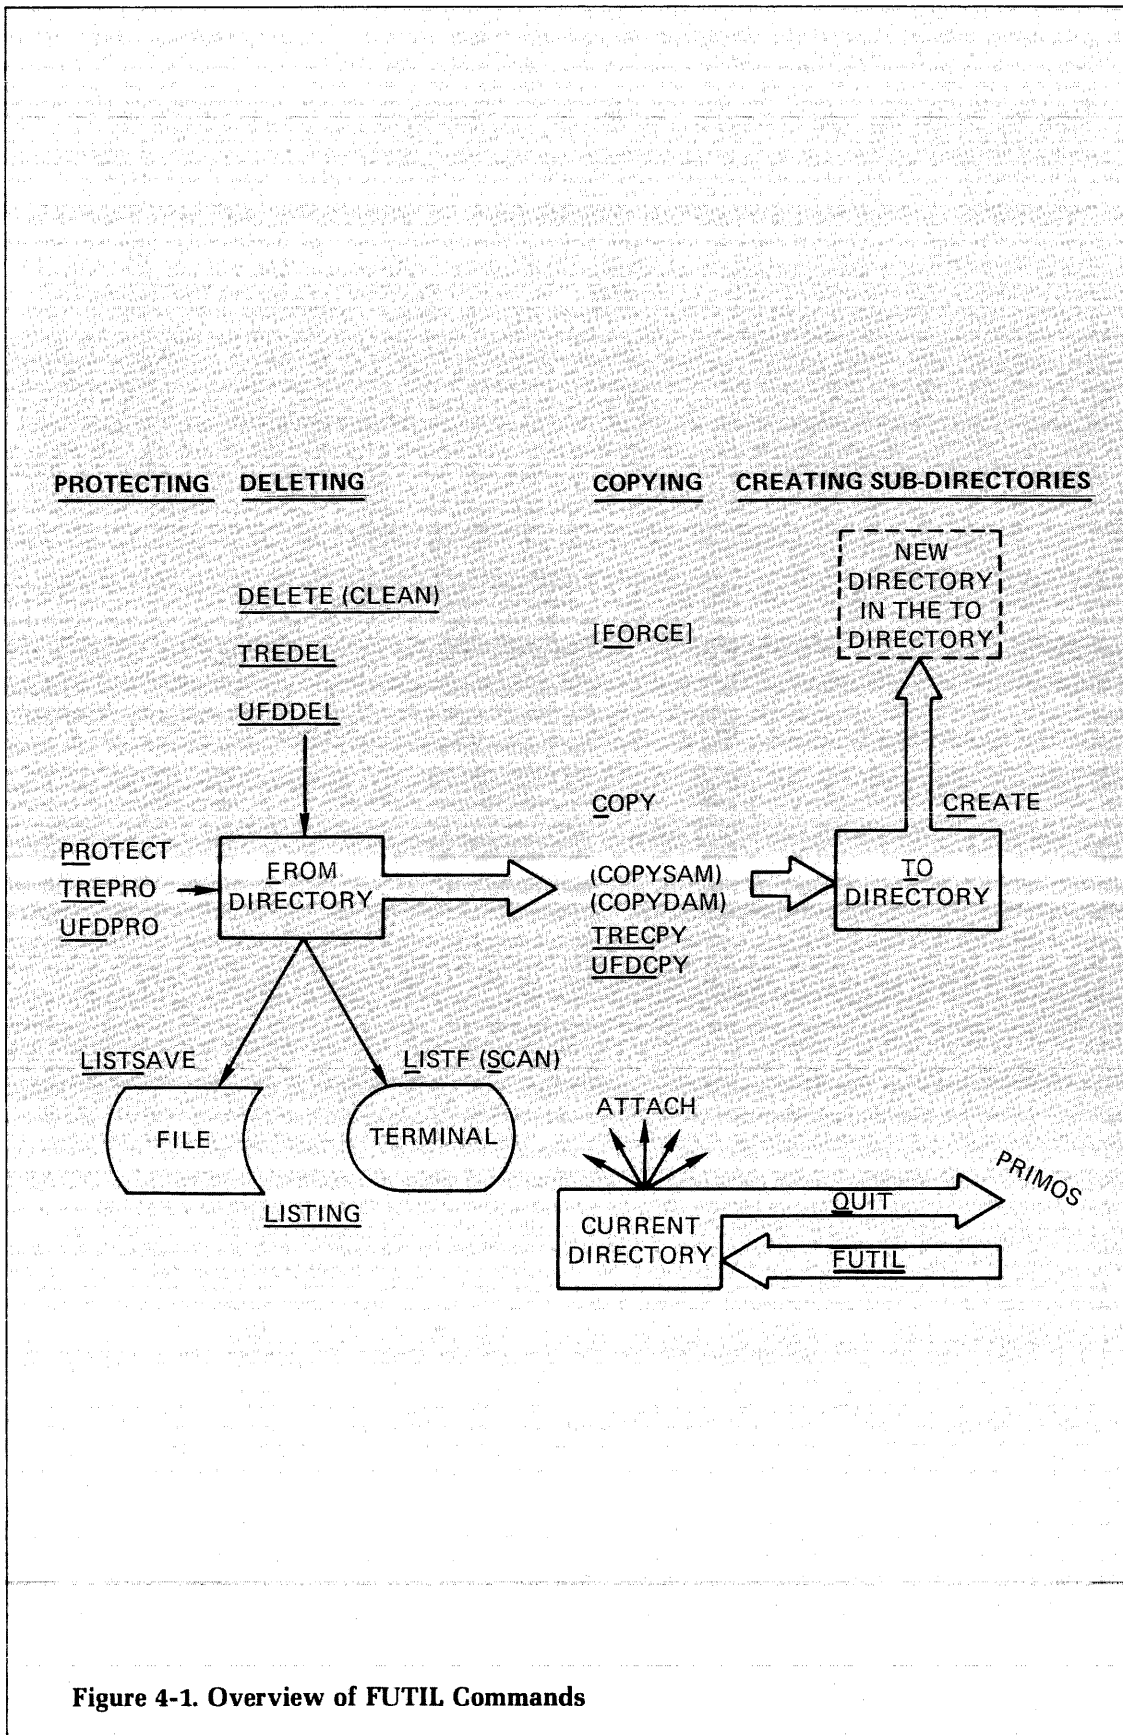 PROTECTING DELETING COPYING CREATING SUB-DIRECTORIES
NEW
DIRECTORY
IN THE TO
DIRECTORY
DELETE (CLEAN)
[FORCE]
TREDEL
UFDDEL
COPY
CREATE
PROTECT
TREPRO
UFDPRO
FROM
DIRECTORY
(COPYSAM)
(COPYDAM)
TRECPY
UFDCPY
TO
DIRECTORY
LISTSAVE
LISTF (SCAN)
FILE
TERMINAL
LISTING
ATTACH
CURRENT
DIRECTORY
QUIT
FUTIL
PRIMOS
Figure 4-1. Overview of FUTIL Commands